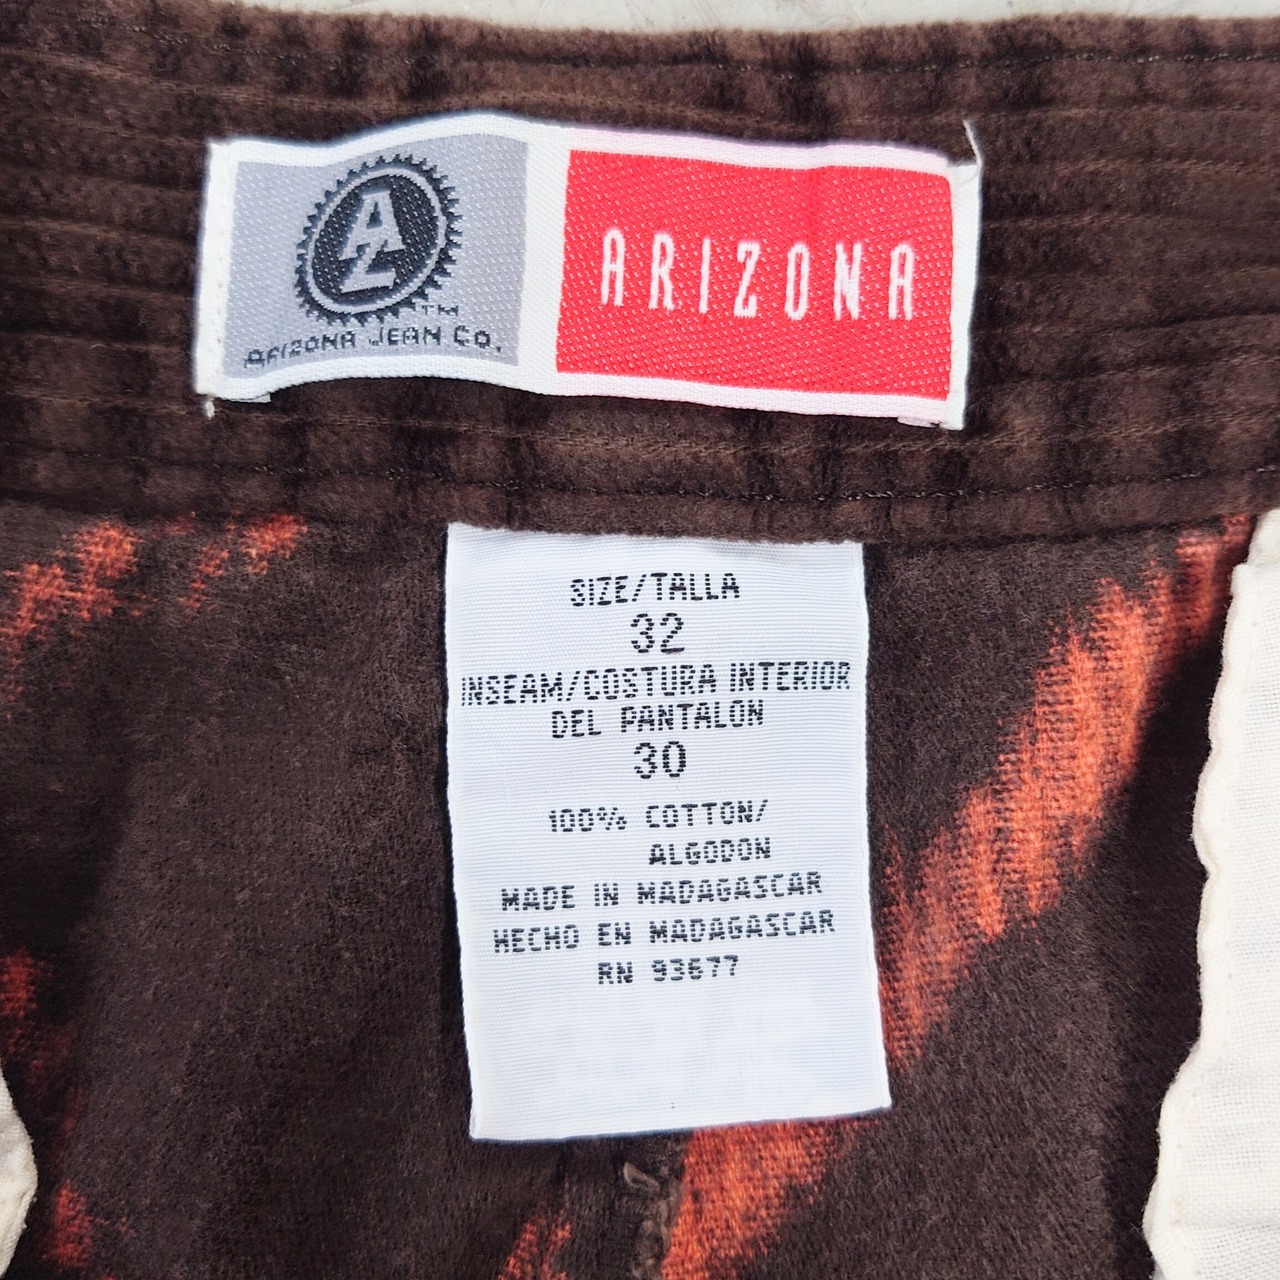 AZ
TM
ARIZONA JEAN CO.
ARIZONA
SIZE/TALLA
32
INSEAM/COSTURA INTERIOR
DEL PANTALON
30
100% COTTON/
ALGODON
MADE IN MADAGASCAR
HECHO EN MADAGASCAR
RN 93677